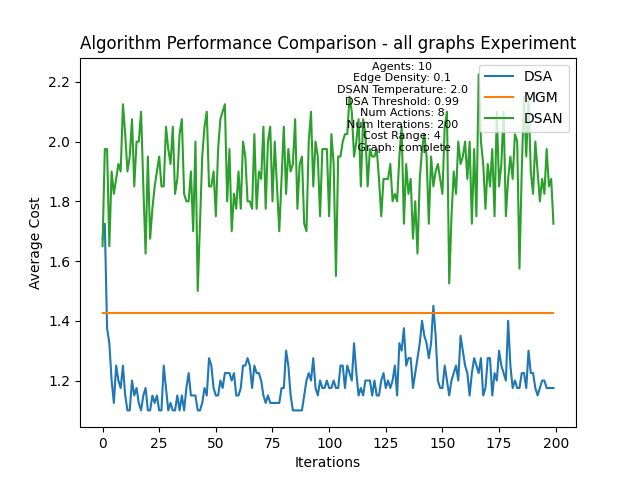 Algorithm Performance Comparison - all graphs Experiment
Agents: 10
Edge Density: 0.1
DSAN Temperature: 2.0
DSA Threshold: 0.99
Num Actions: 8
Num Iterations: 200
Cost Range: 4
Graph: complete
DSA
MGM
DSAN
Average Cost
2.2
2.0
1.8
1.6
1.4
1.2
0 25 50 75 100 125 150 175 200
Iterations